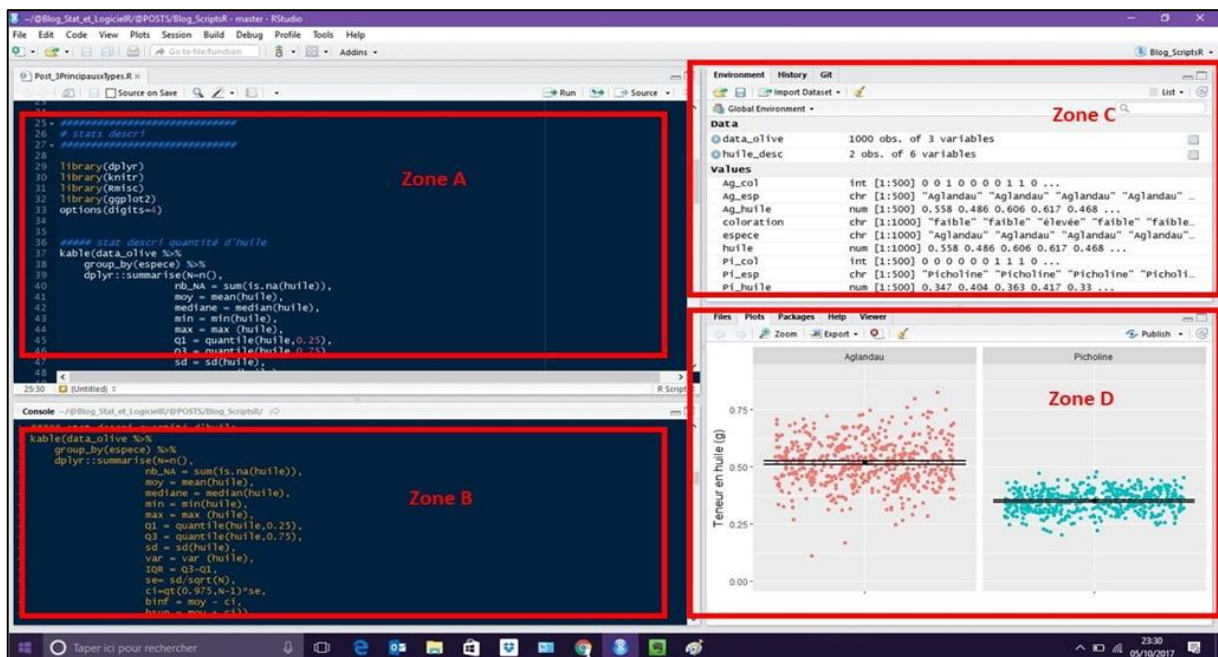 ~/@Blog_Stat_et_LogicielR/@POSTS/Blog_ScriptsR - master - RStudio
File Edit Code View Plots Session Build Debug Profile Tools Help
Go to file/function Addins
Blog_ScriptsR
Post_3PrincipausxTypes.R
Source on Save Run Source
25 ##############################
26 # stats descri
27 ##############################
28
29 library(dplyr)
30 library(knitr)
31 library(Rmisc)
32 library(ggplot2)
33 options(digits=4)
34
35
36 ##### stat descri quantité d'huile
37 kable(data_olive %>%
38 group_by(espece) %>%
39 dplyr::summarise(N=n(),
40 nb_NA = sum(is.na(huile)),
41 moy = mean(huile),
42 mediane = median(huile),
43 min = min(huile),
44 max = max (huile),
45 Q1 = quantile(huile,0.25),
46 Q3 = quantile(huile,0.75)
47 sd = sd(huile),
48
Zone A
25:30 (Untitled) R Script
Console ~/@Blog_Stat_et_LogicielR/@POSTS/Blog_ScriptsR/
kable(data_olive %>%
group_by(espece) %>%
dplyr::summarise(N=n(),
nb_NA = sum(is.na(huile)),
moy = mean(huile),
mediane = median(huile),
min = min(huile),
max = max (huile),
Q1 = quantile(huile,0.25),
Q3 = quantile(huile,0.75),
sd = sd(huile),
var = var (huile),
IQR = Q3-Q1,
se= sd/sqrt(N),
ci=qt(0.975,N-1)*se,
binf = moy - ci,
bsup = moy + ci))
Zone B
Environment History Git
Import Dataset List
Global Environment
Zone C
Data
data_olive 1000 obs. of 3 variables
huile_desc 2 obs. of 6 variables
Values
Ag_col int [1:500] 0 0 1 0 0 0 0 1 1 0 ...
Ag_esp chr [1:500] "Aglandau" "Aglandau" "Aglandau" "Aglandau" ...
Ag_huile num [1:500] 0.558 0.486 0.606 0.617 0.468 ...
coloration chr [1:1000] "faible" "faible" "élevée" "faible" "faible...
espece chr [1:1000] "Aglandau" "Aglandau" "Aglandau" "Aglandau"...
huile num [1:1000] 0.558 0.486 0.606 0.617 0.468 ...
Pi_col int [1:500] 0 0 0 0 0 0 1 1 1 0 ...
Pi_esp chr [1:500] "Picholine" "Picholine" "Picholine" "Picholi...
Pi_huile num [1:500] 0.347 0.404 0.363 0.417 0.33 ...
Files Plots Packages Help Viewer
Zoom Export Publish
Aglandau Picholine
Zone D
Teneur en huile (g)
0.75
0.50
0.25
0.00
Taper ici pour rechercher
23:30
05/10/2017